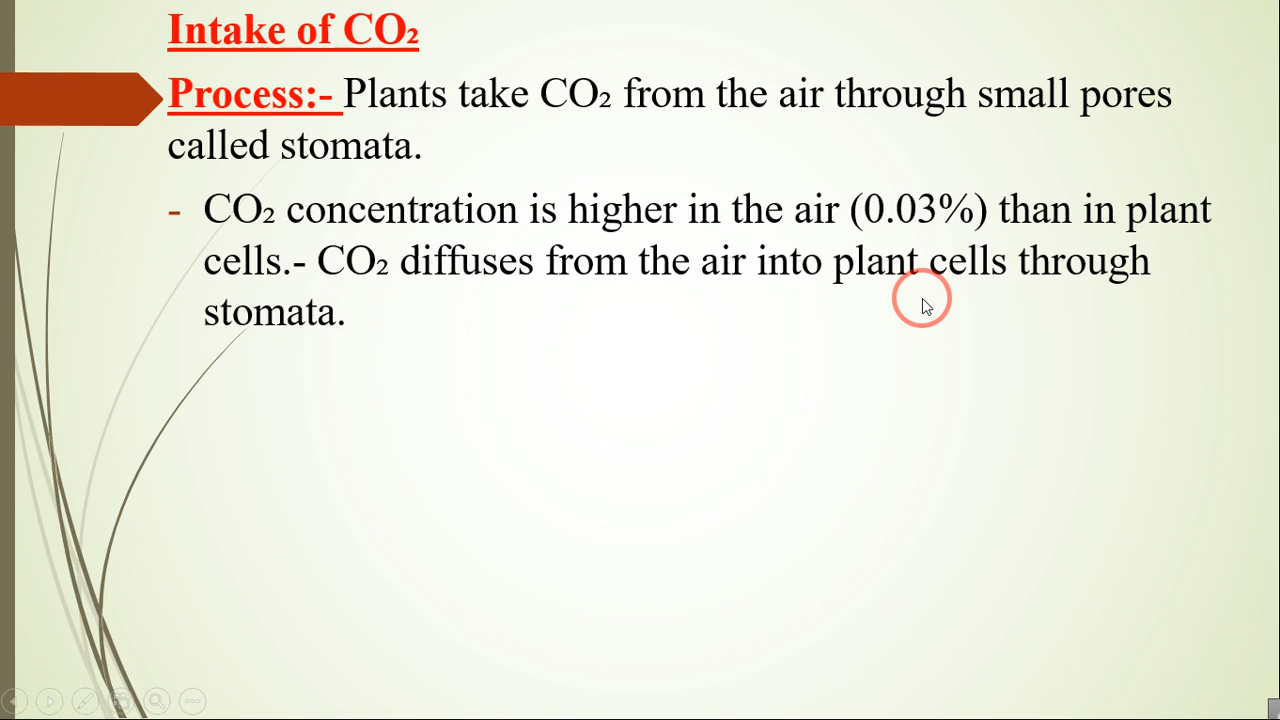 Intake of CO₂
Process:- Plants take CO₂ from the air through small pores
called stomata.
- CO₂ concentration is higher in the air (0.03%) than in plant
cells.- CO₂ diffuses from the air into plant cells through
stomata.